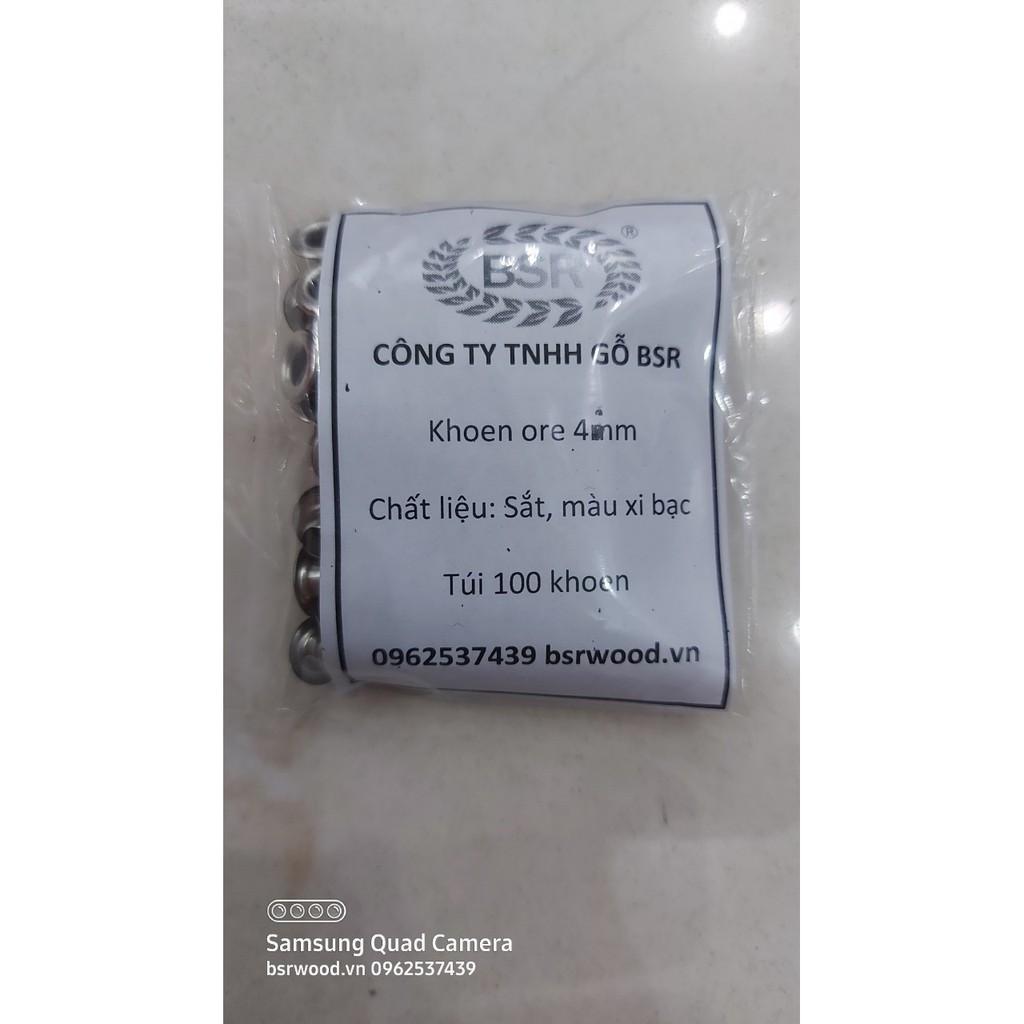 BSR ®
CÔNG TY TNHH GỖ BSR
Khoen ore 4mm
Chất liệu: Sắt, màu xi bạc
Túi 100 khoen
0962537439 bsrwood.vn
Samsung Quad Camera
bsrwood.vn 0962537439